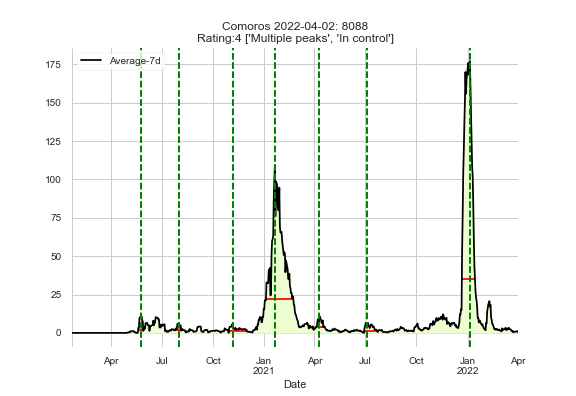 Comoros 2022-04-02: 8088
Rating:4 ['Multiple peaks', 'In control']
Average-7d
175
150
125
100
75
50
25
0
Apr Jul Oct Jan Apr Jul Oct Jan Apr
2021 2022
Date